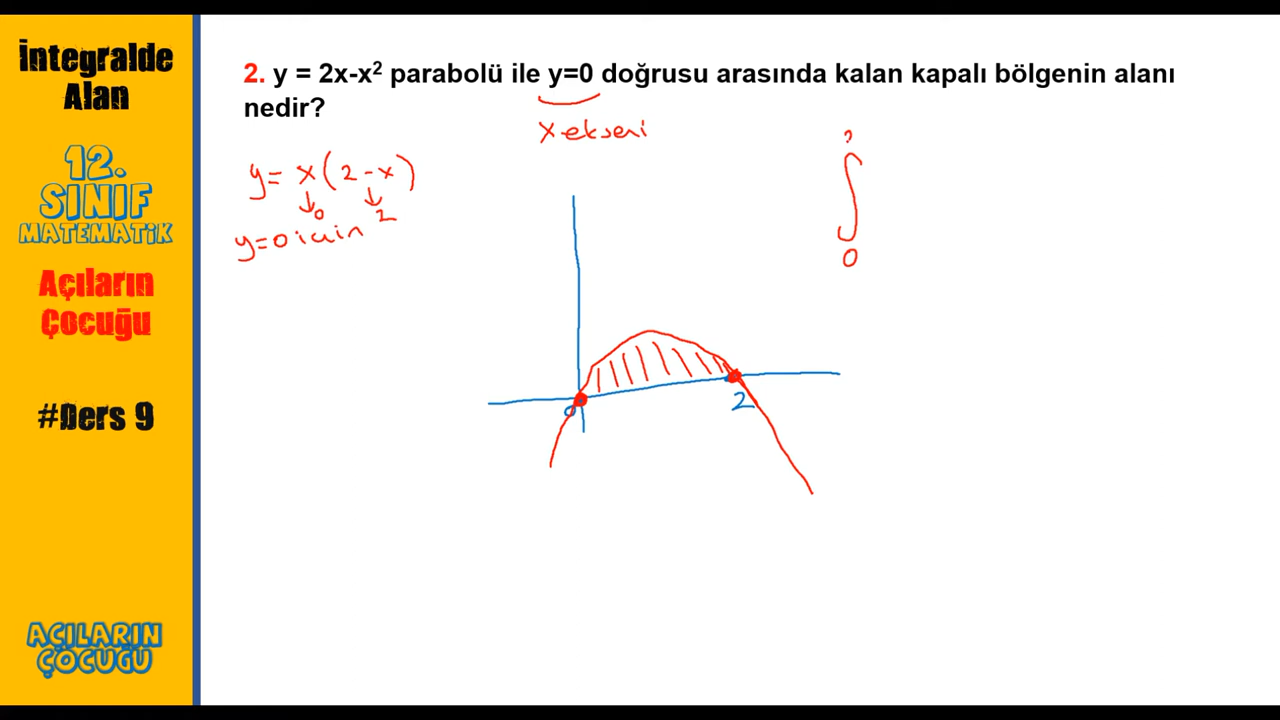 İntegralde
Alan
12.
SINIF
MATEMATİK
Açıların
Çocuğu
#Ders 9
AÇILARIN
ÇOCUĞU
2. y = 2x-x² parabolü ile y=0 doğrusu arasında kalan kapalı bölgenin alanı
nedir?
x ekseni
y = x(2-x)
0 2
y=0 için
∫
0
0 2